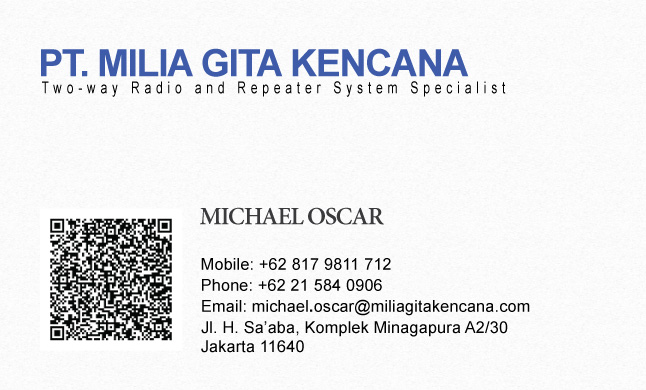 PT. MILIA GITA KENCANA
Two-way Radio and Repeater System Specialist
MICHAEL OSCAR
Mobile: +62 817 9811 712
Phone: +62 21 584 0906
Email: michael.oscar@miliagitakencana.com
Jl. H. Sa'aba, Komplek Minagapura A2/30
Jakarta 11640